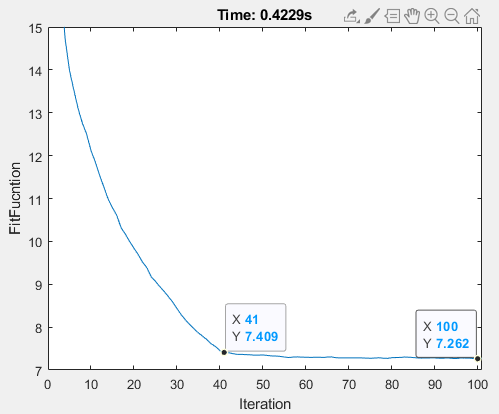 Time: 0.4229s
15
14
13
12
11
10
9
8
7
FitFucntion
X 41
Y 7.409
X 100
Y 7.262
0 10 20 30 40 50 60 70 80 90 100
Iteration